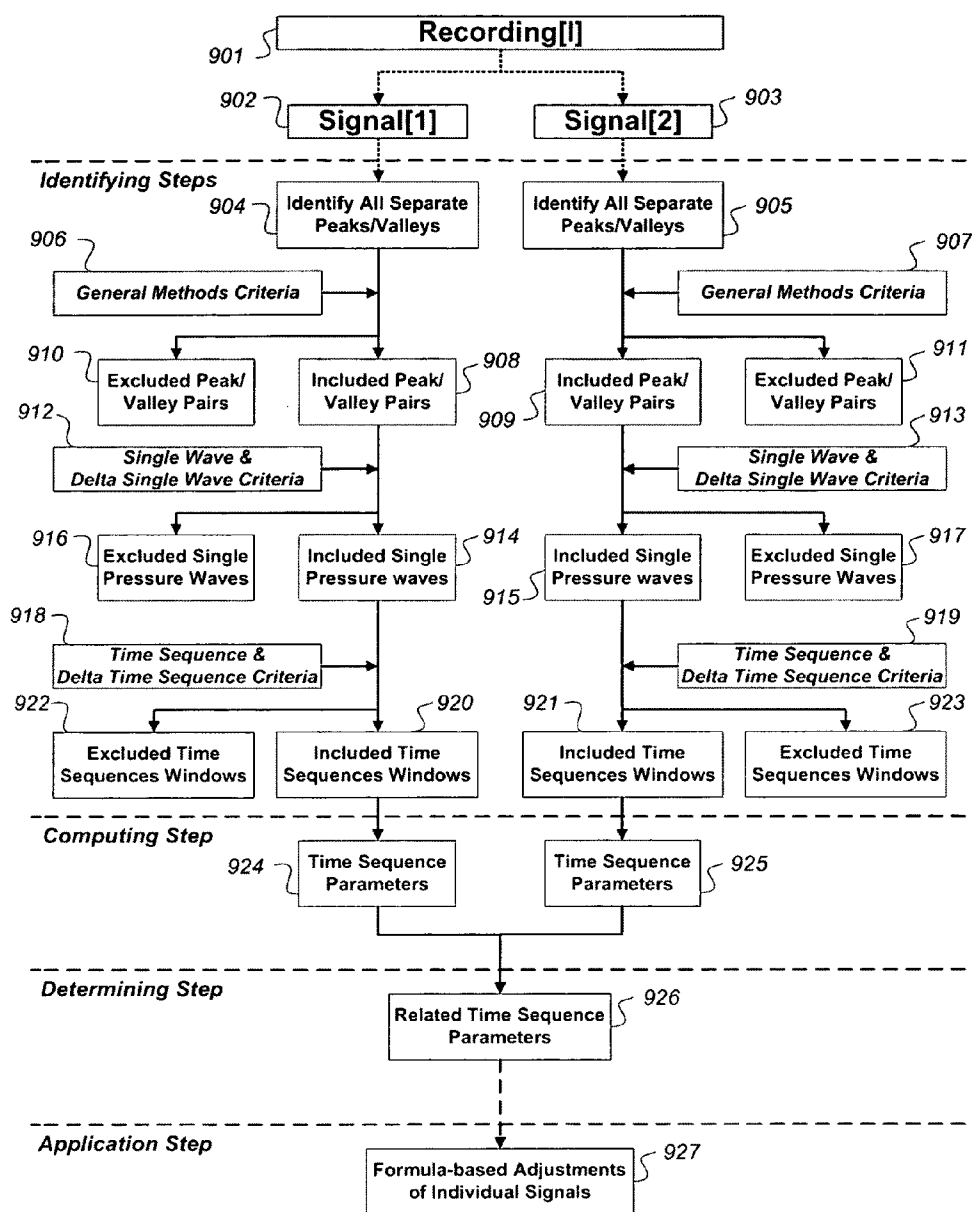 Recording[I]
901
902
903
Signal[1]
Signal[2]
Identifying Steps
904
Identify All Separate
Peaks/Valleys
Identify All Separate
Peaks/Valleys
905
906
907
General Methods Criteria
General Methods Criteria
910
908
911
Excluded Peak/
Valley Pairs
Included Peak/
Valley Pairs
Included Peak/
Valley Pairs
Excluded Peak/
Valley Pairs
909
912
913
Single Wave &
Delta Single Wave Criteria
Single Wave &
Delta Single Wave Criteria
916
914
917
Excluded Single
Pressure Waves
Included Single
Pressure waves
Included Single
Pressure waves
Excluded Single
Pressure Waves
915
918
919
Time Sequence &
Delta Time Sequence Criteria
Time Sequence &
Delta Time Sequence Criteria
922
920
921
923
Excluded Time
Sequences Windows
Included Time
Sequences Windows
Included Time
Sequences Windows
Excluded Time
Sequences Windows
Computing Step
924
Time Sequence
Parameters
Time Sequence
Parameters
925
Determining Step
Related Time Sequence
Parameters
926
Application Step
Formula-based Adjustments
of Individual Signals
927